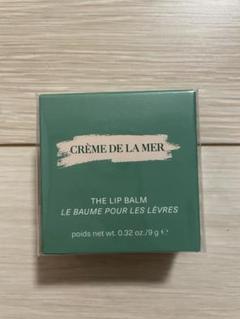 CRÈME DE LA MER
THE LIP BALM
LE BAUME POUR LES LÈVRES
poids net wt. 0.32 oz./9 g ℮